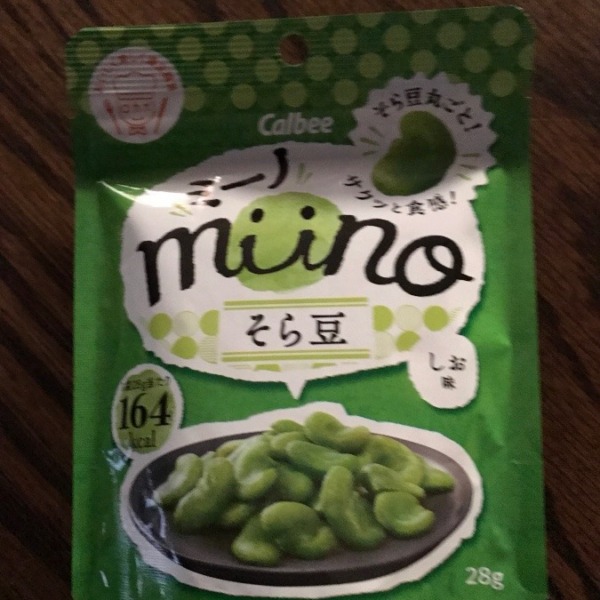 Calbee
そら豆丸ごと!
サクッと食感!
ミーノ
miino
そら豆
しお味
164
kcal
28g